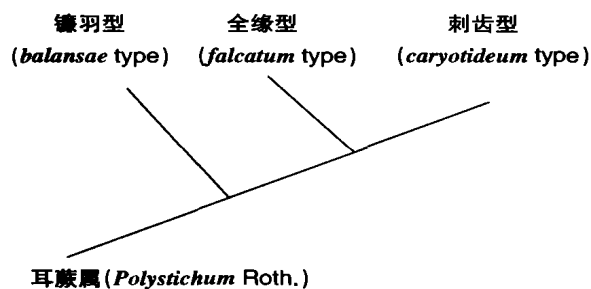 镰羽型 全缘型 刺齿型
(balansae type) (falcatum type) (caryotideum type)
耳蕨属(Polystichum Roth.)